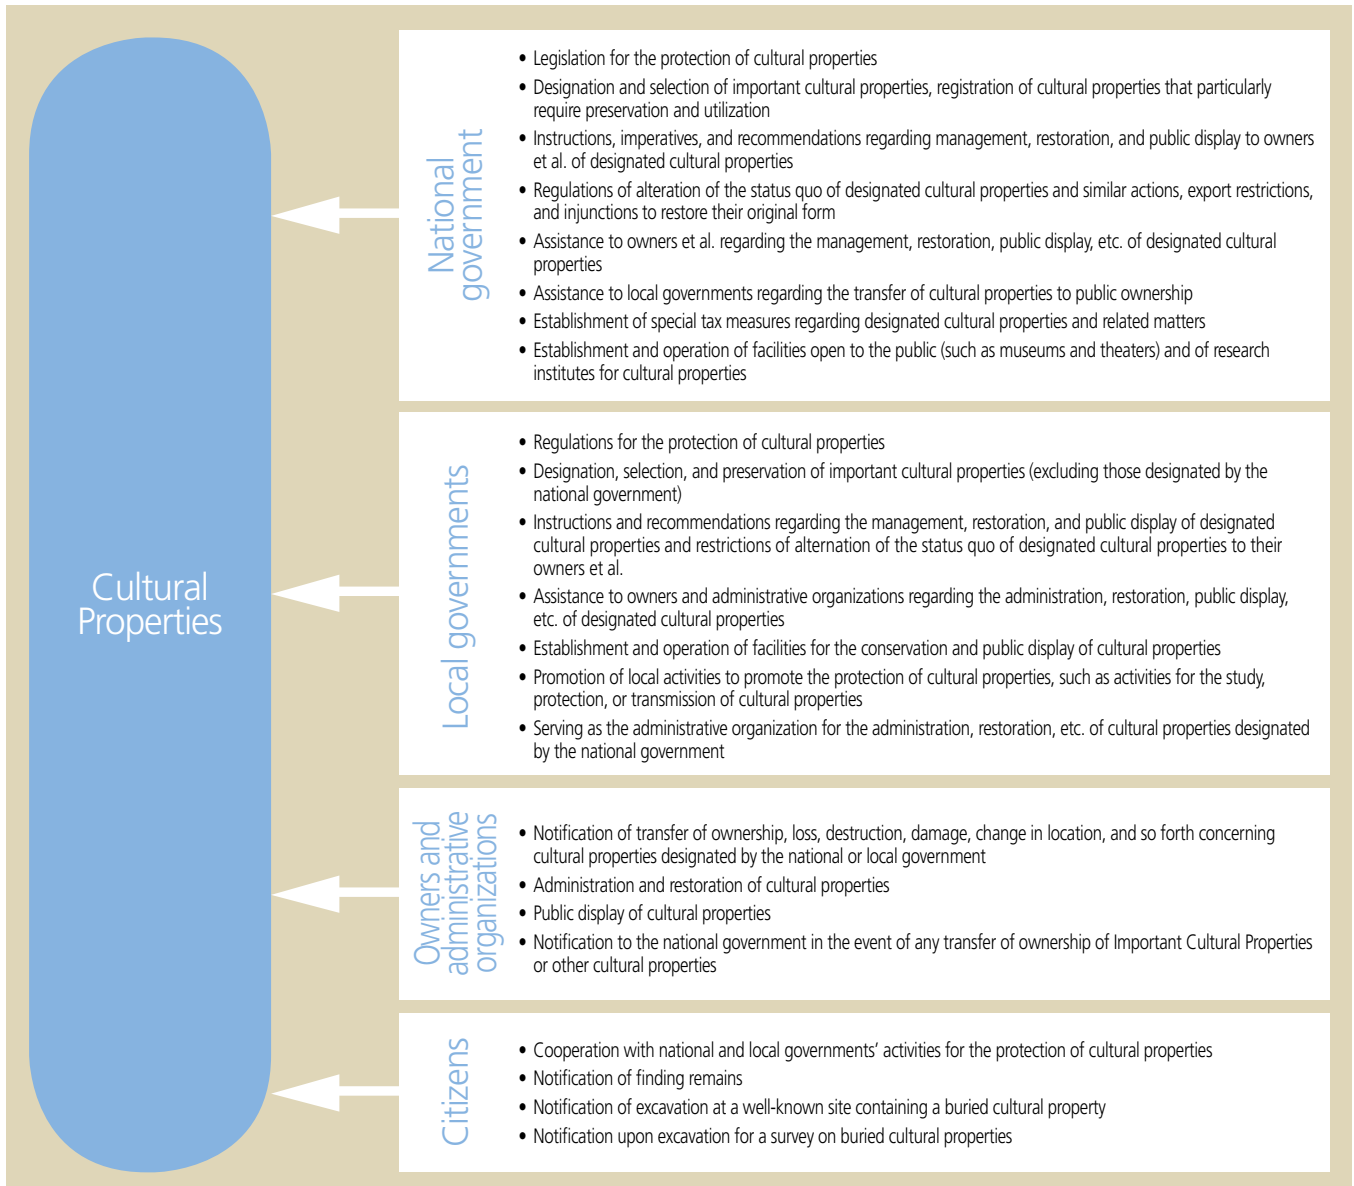 Cultural
Properties
National
government
• Legislation for the protection of cultural properties
• Designation and selection of important cultural properties, registration of cultural properties that particularly
require preservation and utilization
• Instructions, imperatives, and recommendations regarding management, restoration, and public display to owners
et al. of designated cultural properties
• Regulations of alteration of the status quo of designated cultural properties and similar actions, export restrictions,
and injunctions to restore their original form
• Assistance to owners et al. regarding the management, restoration, public display, etc. of designated cultural
properties
• Assistance to local governments regarding the transfer of cultural properties to public ownership
• Establishment of special tax measures regarding designated cultural properties and related matters
• Establishment and operation of facilities open to the public (such as museums and theaters) and of research
institutes for cultural properties
Local governments
• Regulations for the protection of cultural properties
• Designation, selection, and preservation of important cultural properties (excluding those designated by the
national government)
• Instructions and recommendations regarding the management, restoration, and public display of designated
cultural properties and restrictions of alternation of the status quo of designated cultural properties to their
owners et al.
• Assistance to owners and administrative organizations regarding the administration, restoration, public display,
etc. of designated cultural properties
• Establishment and operation of facilities for the conservation and public display of cultural properties
• Promotion of local activities to promote the protection of cultural properties, such as activities for the study,
protection, or transmission of cultural properties
• Serving as the administrative organization for the administration, restoration, etc. of cultural properties designated
by the national government
Owners and
administrative
organizations
• Notification of transfer of ownership, loss, destruction, damage, change in location, and so forth concerning
cultural properties designated by the national or local government
• Administration and restoration of cultural properties
• Public display of cultural properties
• Notification to the national government in the event of any transfer of ownership of Important Cultural Properties
or other cultural properties
Citizens
• Cooperation with national and local governments’ activities for the protection of cultural properties
• Notification of finding remains
• Notification of excavation at a well-known site containing a buried cultural property
• Notification upon excavation for a survey on buried cultural properties